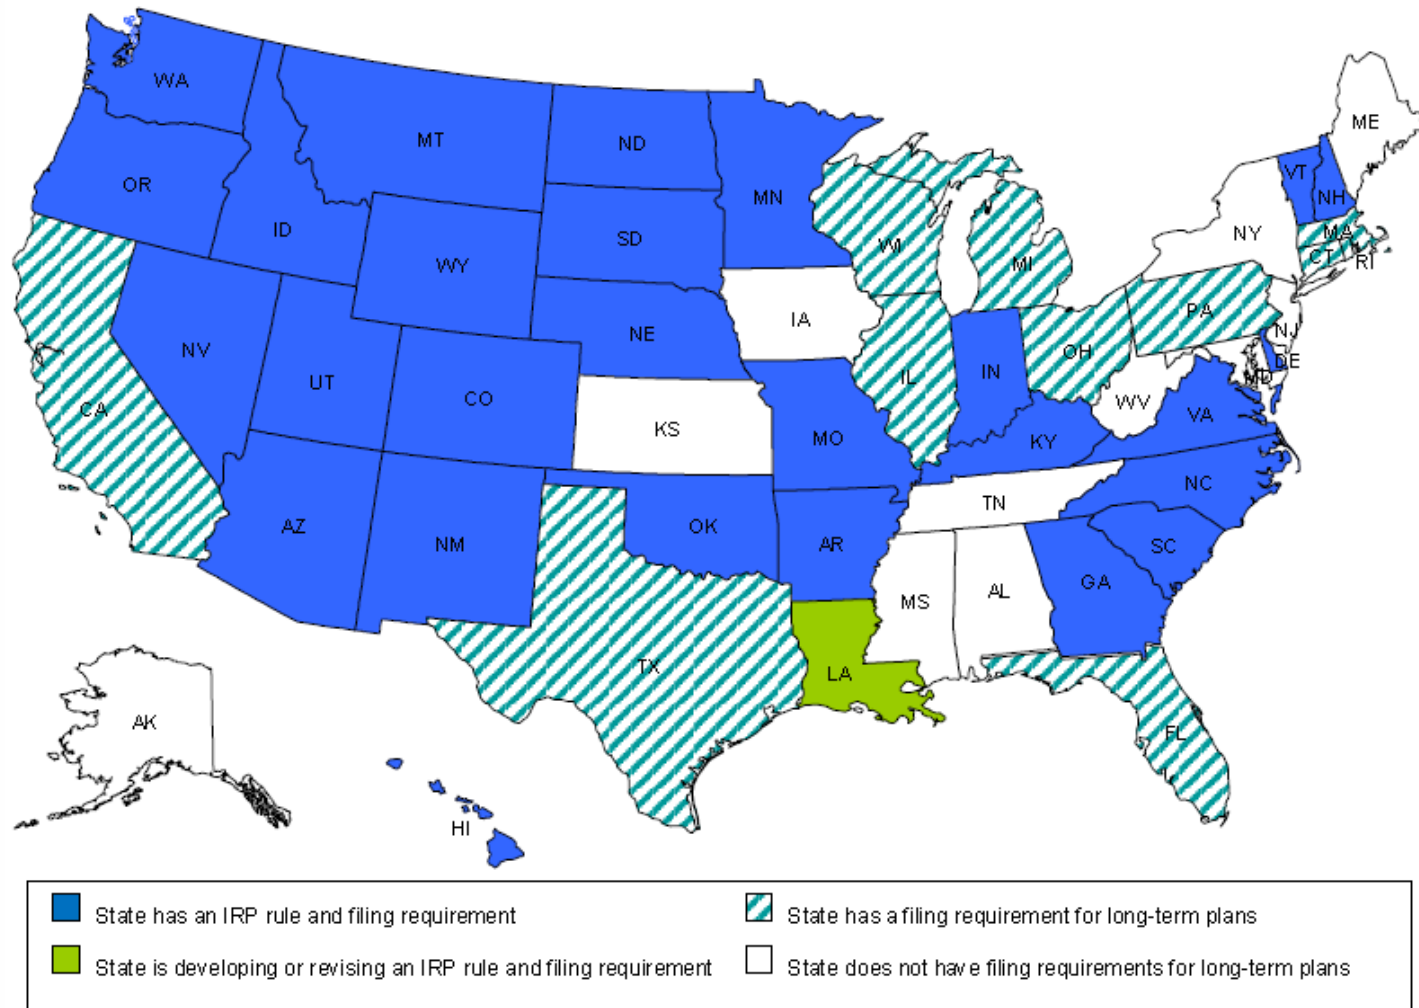 WA
MT
ND
MN
OR
ID
WY
SD
WI
MI
NY
VT
NH
ME
MA
CT
RI
NV
UT
CO
NE
IA
IL
IN
OH
PA
NJ
DE
MD
WV
VA
CA
KS
MO
KY
AZ
NM
OK
AR
TN
NC
SC
TX
LA
MS
AL
GA
FL
AK
HI
State has an IRP rule and filing requirement
State has a filing requirement for long-term plans
State is developing or revising an IRP rule and filing requirement
State does not have filing requirements for long-term plans